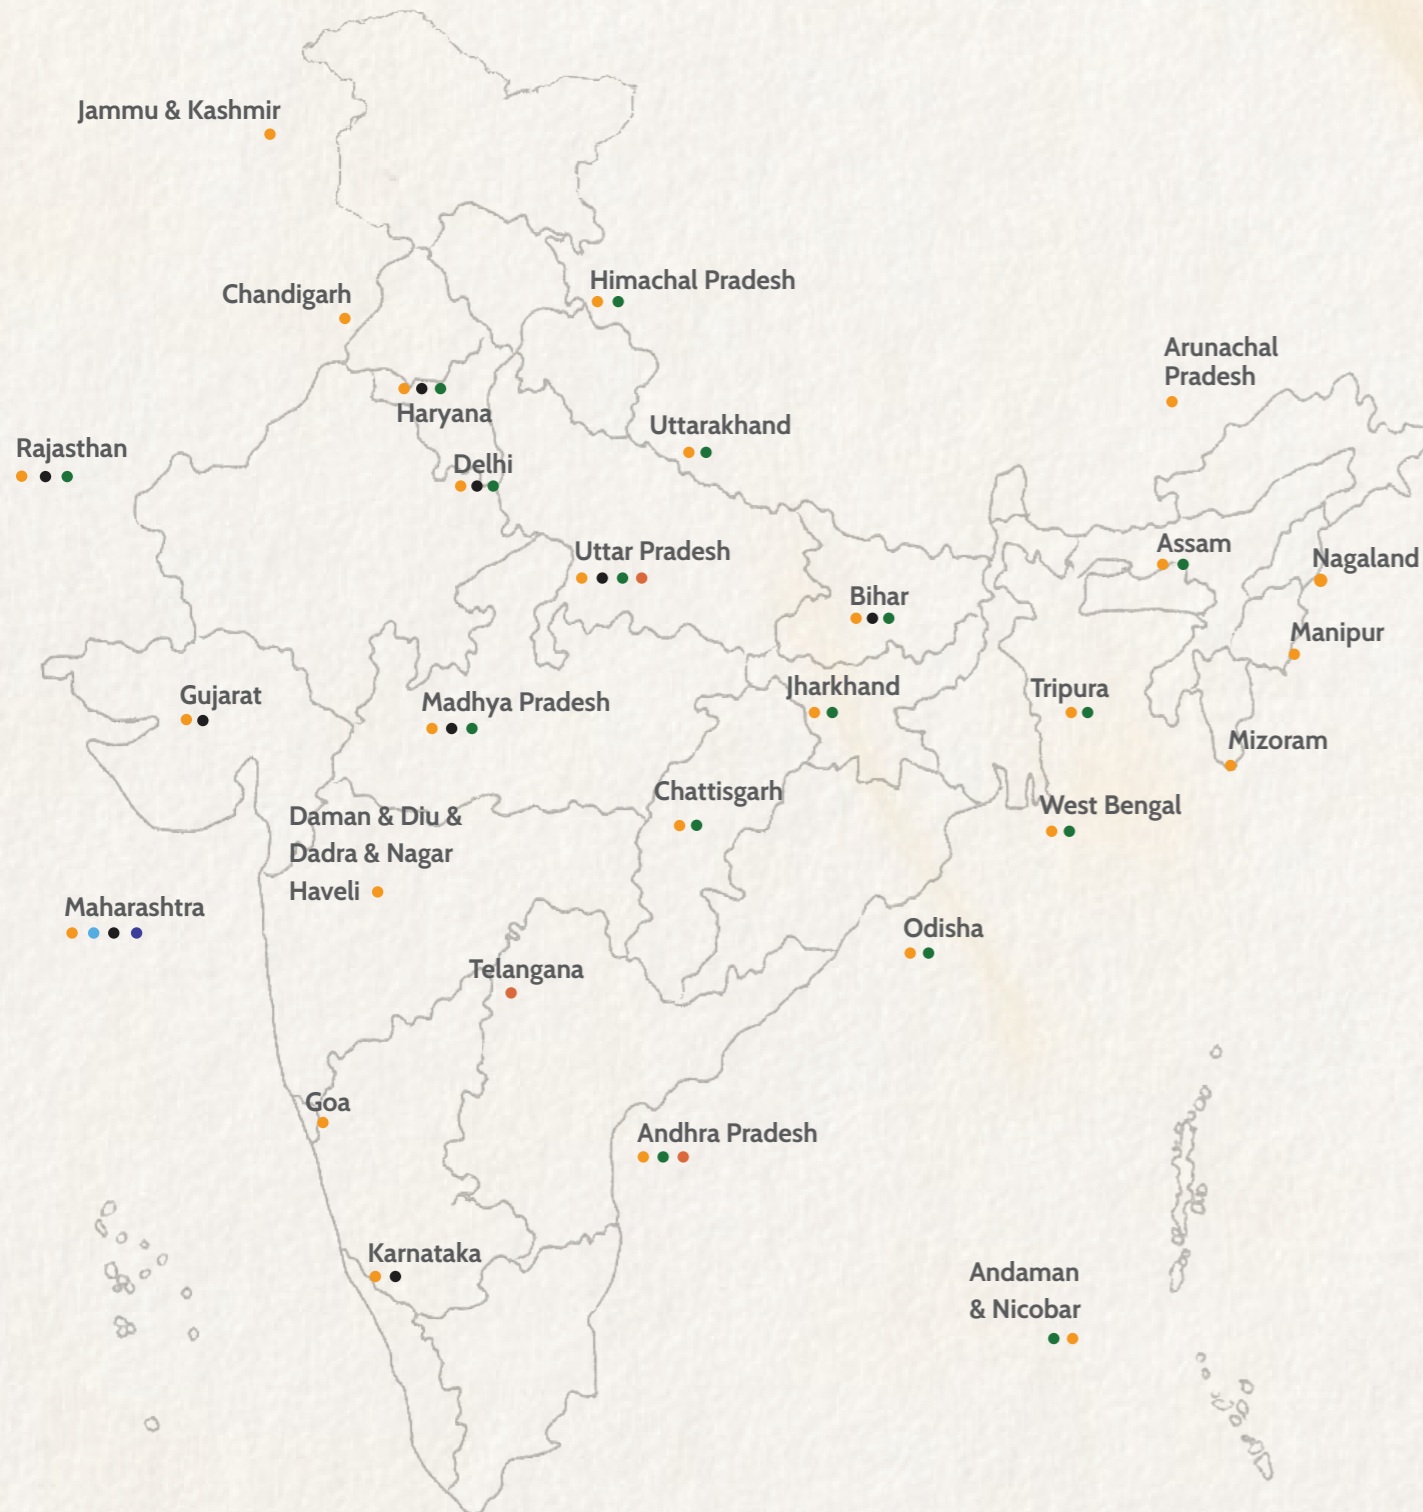 Jammu & Kashmir
Himachal Pradesh
Chandigarh
Arunachal
Pradesh
Haryana
Uttarakhand
Rajasthan
Delhi
Uttar Pradesh
Assam
Nagaland
Bihar
Manipur
Gujarat
Madhya Pradesh
Jharkhand
Tripura
Mizoram
Chattisgarh
West Bengal
Daman & Diu &
Dadra & Nagar
Haveli
Maharashtra
Odisha
Telangana
Goa
Andhra Pradesh
Karnataka
Andaman
& Nicobar